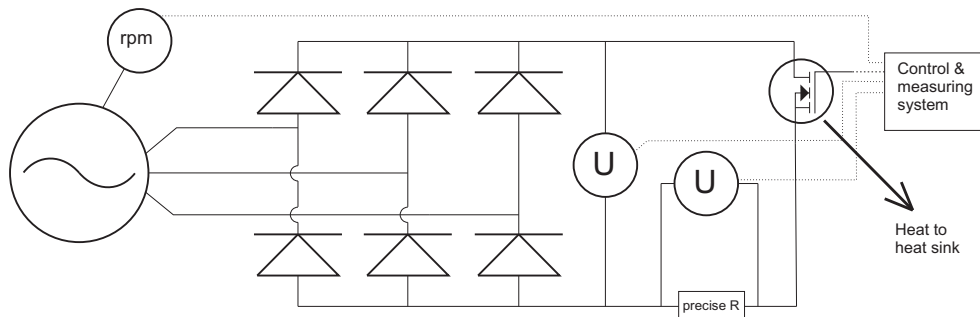 rpm
Control &
measuring
system
U
U
Heat to
heat sink
precise R